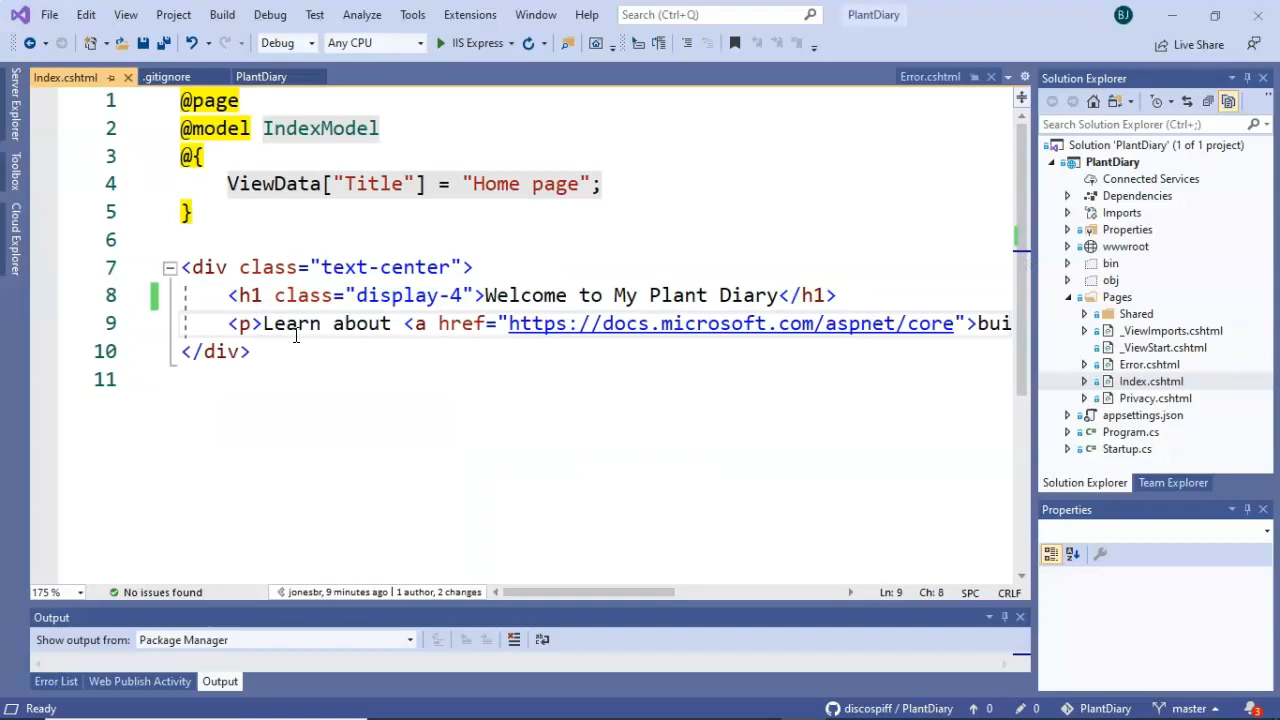 File Edit View Project Build Debug Test Analyze Tools Extensions Window Help Search (Ctrl+Q) PlantDiary BJ
Debug Any CPU IIS Express Live Share
Index.cshtml .gitignore PlantDiary Error.cshtml
Server Explorer
Toolbox
Cloud Explorer
1 @page
2 @model IndexModel
3 @{
4 ViewData["Title"] = "Home page";
5 }
6
7 <div class="text-center">
8 <h1 class="display-4">Welcome to My Plant Diary</h1>
9 <p>Learn about <a href="https://docs.microsoft.com/aspnet/core">bui
10 </div>
11
175 % No issues found jonesbr, 9 minutes ago | 1 author, 2 changes Ln: 9 Ch: 8 SPC CRLF
Output
Show output from: Package Manager
Error List Web Publish Activity Output
Solution Explorer
Search Solution Explorer (Ctrl+;)
Solution 'PlantDiary' (1 of 1 project)
PlantDiary
Connected Services
Dependencies
Imports
Properties
wwwroot
bin
obj
Pages
Shared
_ViewImports.cshtml
_ViewStart.cshtml
Error.cshtml
Index.cshtml
Privacy.cshtml
appsettings.json
Program.cs
Startup.cs
Solution Explorer Team Explorer
Properties
Ready discospiff / PlantDiary 0 0 PlantDiary master 3